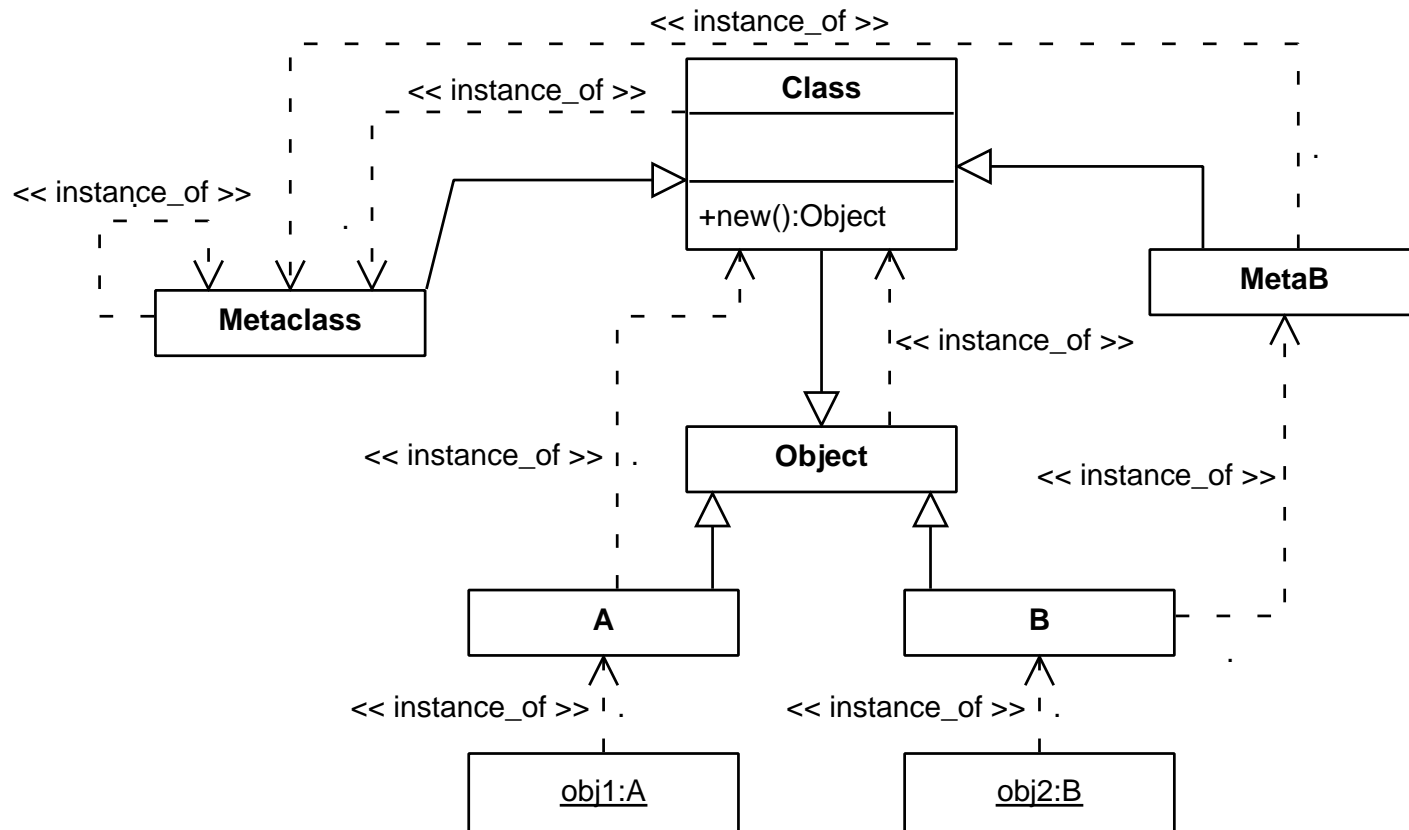 << instance_of >>
Class
<< instance_of >>
<< instance_of >>
+new():Object
MetaB
Metaclass
<< instance_of >>
<< instance_of >>
Object
<< instance_of >>
A
B
<< instance_of >>
<< instance_of >>
obj1:A
obj2:B